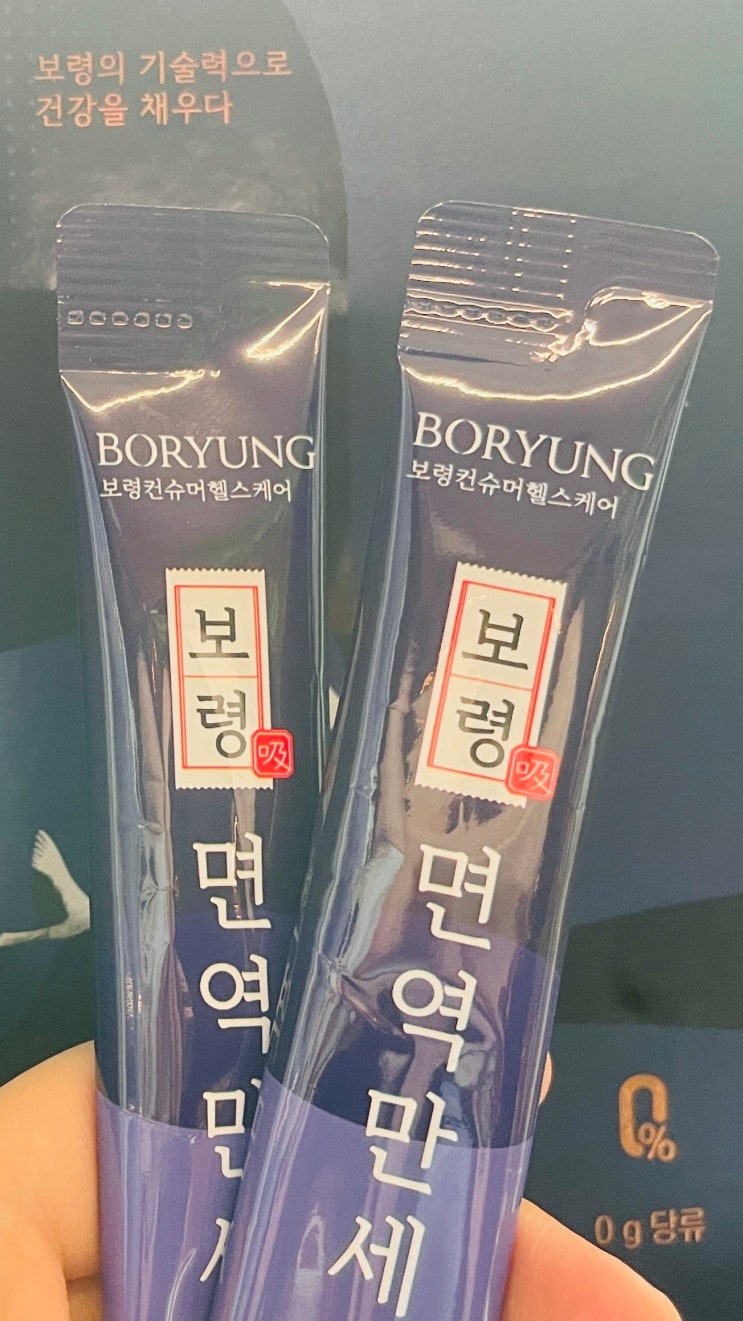 보령의 기술력으로
건강을 채우다
BORYUNG
보령컨슈머헬스케어
보령
吸
면역만세
BORYUNG
보령컨슈머헬스케어
보령
吸
면역만세
0%
0g 당류